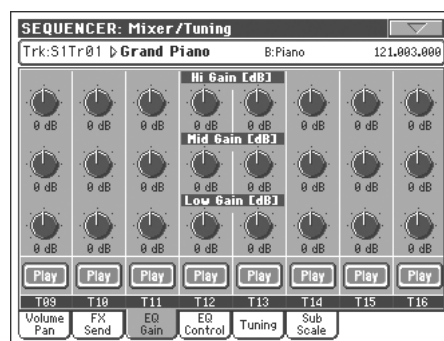 SEQUENCER: Mixer/Tuning
Trk:S1Tr01 ▷Grand Piano B:Piano 121.003.000
Hi Gain [dB]
0 dB 0 dB 0 dB 0 dB 0 dB 0 dB 0 dB 0 dB
Mid Gain [dB]
0 dB 0 dB 0 dB 0 dB 0 dB 0 dB 0 dB 0 dB
Low Gain [dB]
0 dB 0 dB 0 dB 0 dB 0 dB 0 dB 0 dB 0 dB
Play Play Play Play Play Play Play Play
T09 T10 T11 T12 T13 T14 T15 T16
Volume Pan FX Send EQ Gain EQ Control Tuning Sub Scale